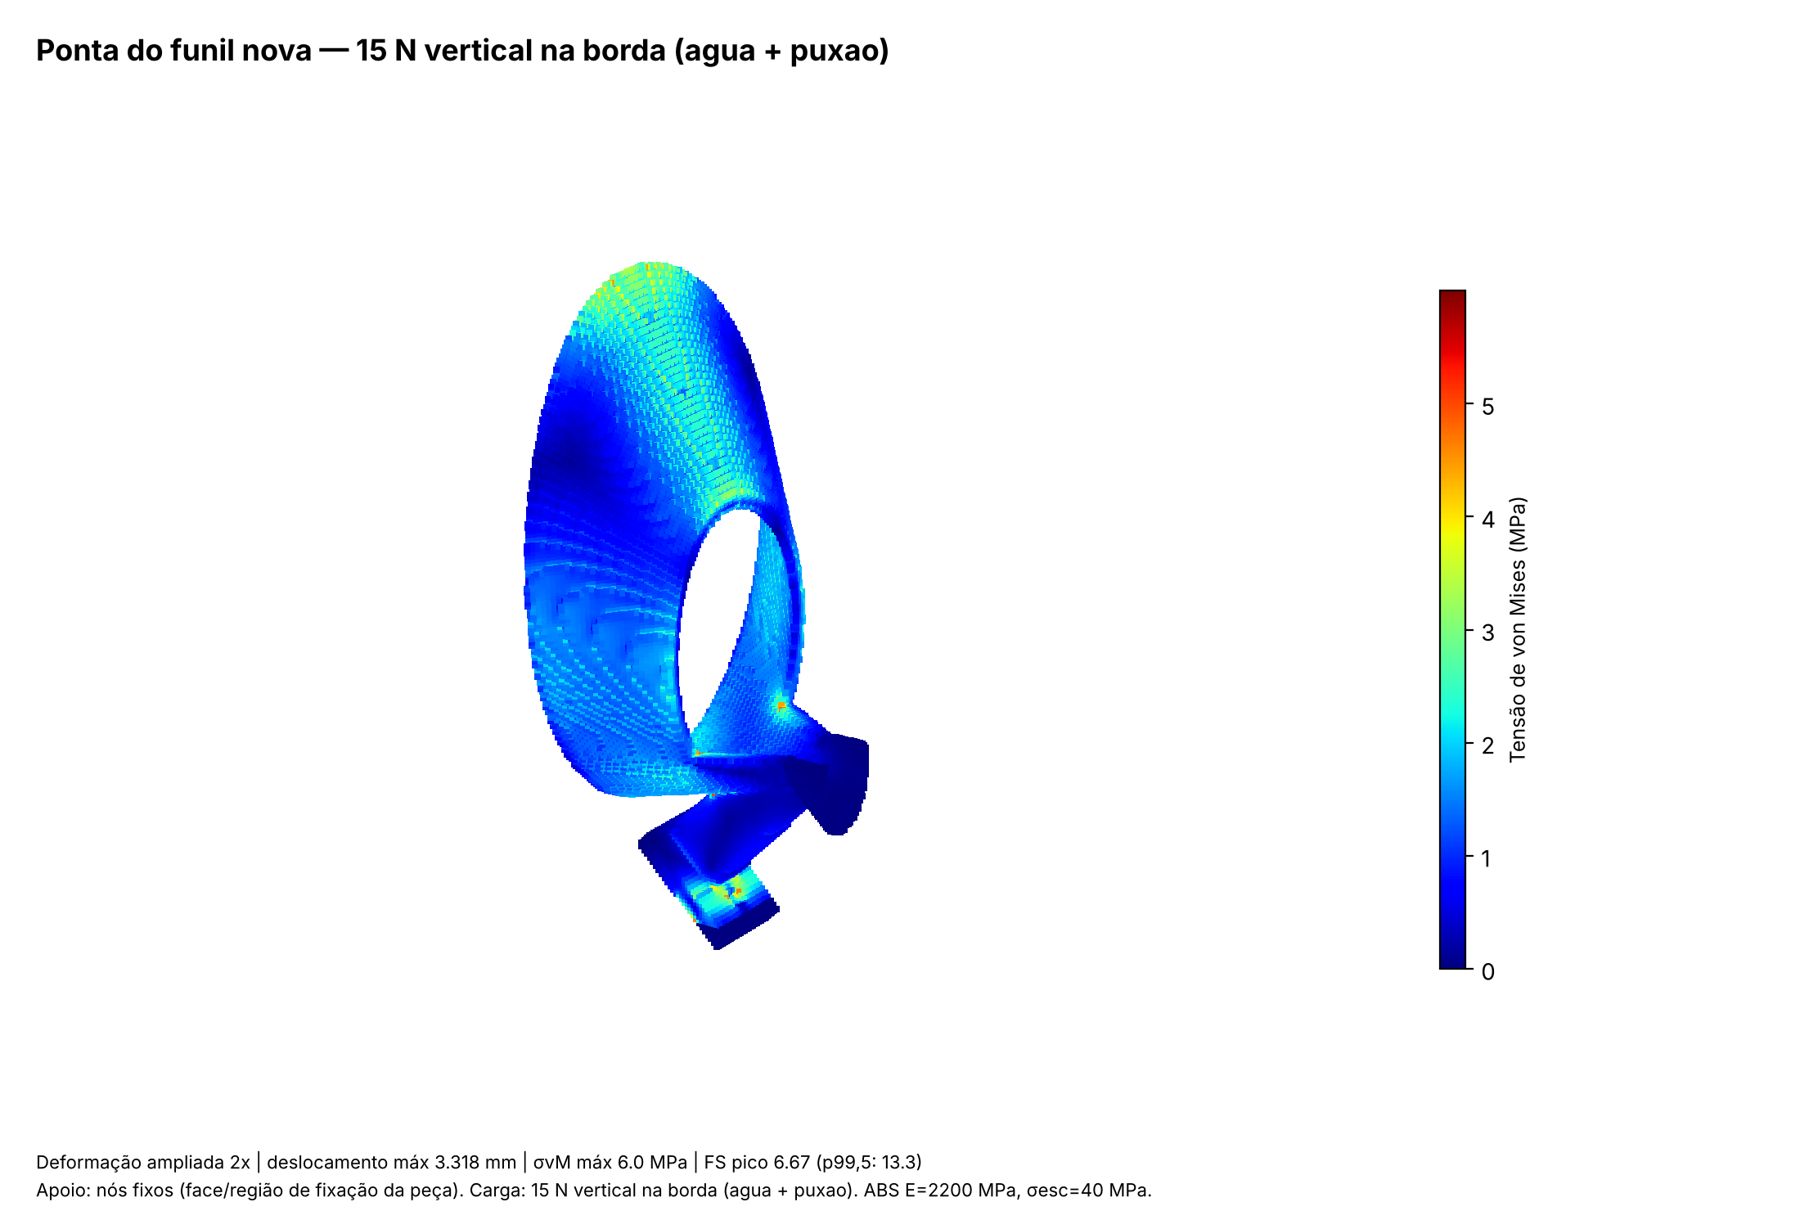 Ponta do funil nova — 15 N vertical na borda (agua + puxao)
5
4
3
2
1
0
Tensão de von Mises (MPa)
Deformação ampliada 2x | deslocamento máx 3.318 mm | σvM máx 6.0 MPa | FS pico 6.67 (p99,5: 13.3)
Apoio: nós fixos (face/região de fixação da peça). Carga: 15 N vertical na borda (agua + puxao). ABS E=2200 MPa, σesc=40 MPa.